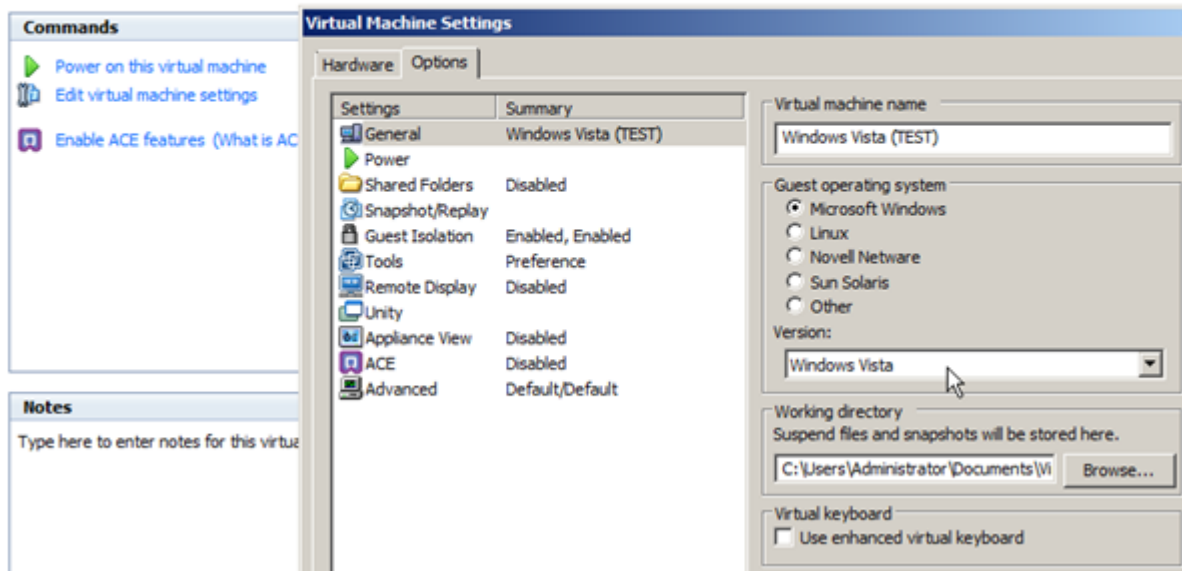 Commands
Power on this virtual machine
Edit virtual machine settings
Enable ACE features (What is AC
Notes
Type here to enter notes for this virtua
Virtual Machine Settings
Hardware Options
Settings Summary
General Windows Vista (TEST)
Power
Shared Folders Disabled
Snapshot/Replay
Guest Isolation Enabled, Enabled
Tools Preference
Remote Display Disabled
Unity
Appliance View Disabled
ACE Disabled
Advanced Default/Default
Virtual machine name
Windows Vista (TEST)
Guest operating system
Microsoft Windows
Linux
Novell Netware
Sun Solaris
Other
Version:
Windows Vista
Working directory
Suspend files and snapshots will be stored here.
C:\Users\Administrator\Documents\Vi Browse...
Virtual keyboard
Use enhanced virtual keyboard